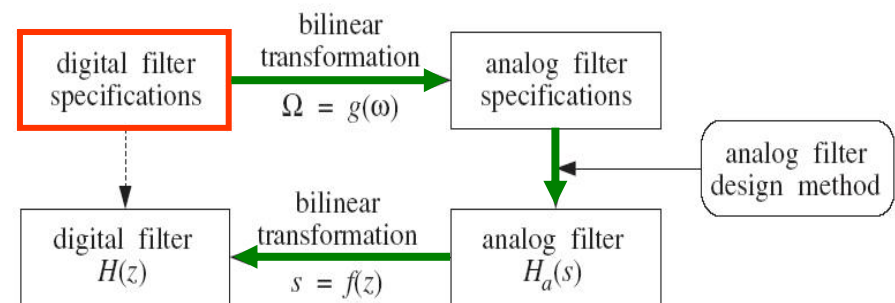 digital filter
specifications
bilinear
transformation
Ω = g(ω)
analog filter
specifications
analog filter
design method
digital filter
H(z)
bilinear
transformation
s = f(z)
analog filter
Hₐ(s)